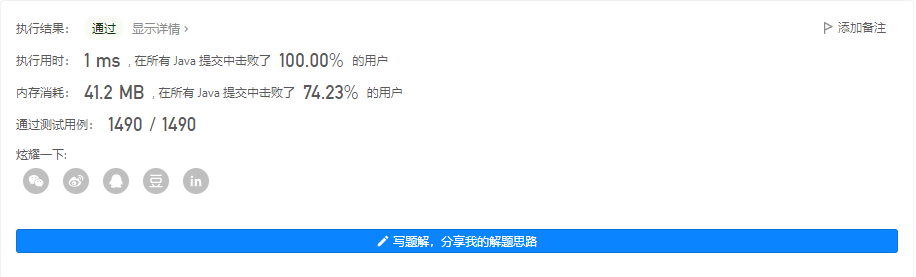 执行结果： 通过 显示详情 > 添加备注
执行用时： 1 ms , 在所有 Java 提交中击败了 100.00% 的用户
内存消耗： 41.2 MB , 在所有 Java 提交中击败了 74.23% 的用户
通过测试用例： 1490 / 1490
炫耀一下:
豆 in
写题解，分享我的解题思路